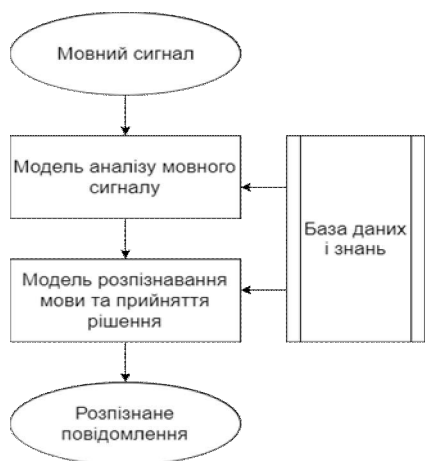 Мовний сигнал
Модель аналізу мовного
сигналу
База даних
і знань
Модель розпізнавання
мови та прийняття
рішення
Розпізнане
повідомлення